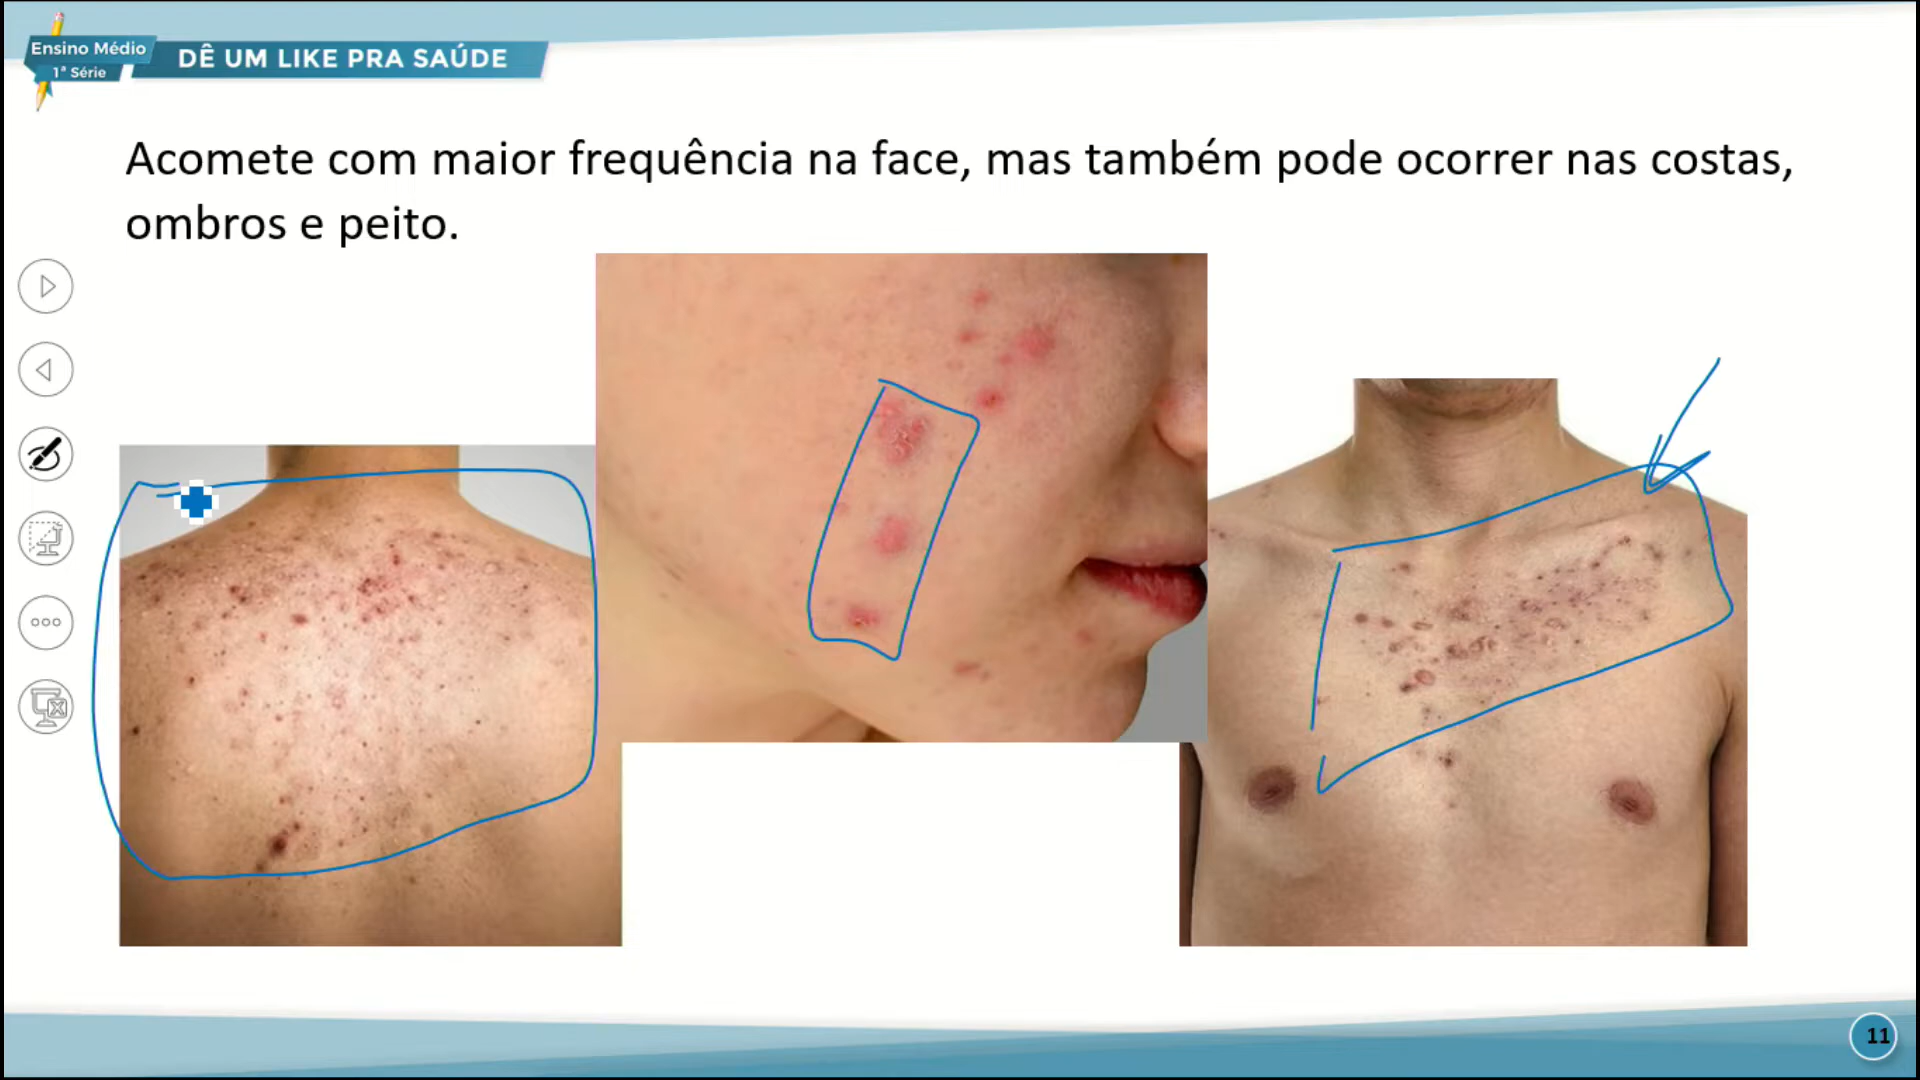 Ensino Médio
1ª Série
DÊ UM LIKE PRA SAÚDE
Acomete com maior frequência na face, mas também pode ocorrer nas costas,
ombros e peito.
11